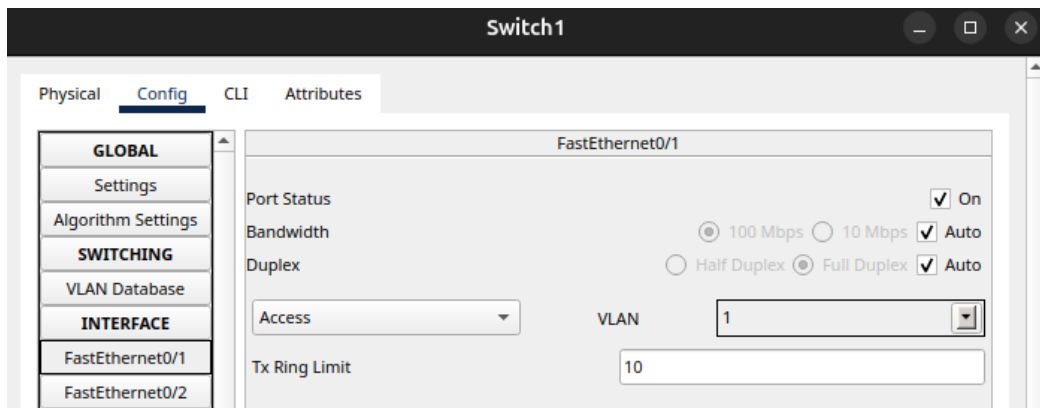 Switch1
Physical Config CLI Attributes
GLOBAL
Settings
Algorithm Settings
SWITCHING
VLAN Database
INTERFACE
FastEthernet0/1
FastEthernet0/2
FastEthernet0/1
Port Status On
Bandwidth 100 Mbps 10 Mbps Auto
Duplex Half Duplex Full Duplex Auto
Access VLAN 1
Tx Ring Limit 10